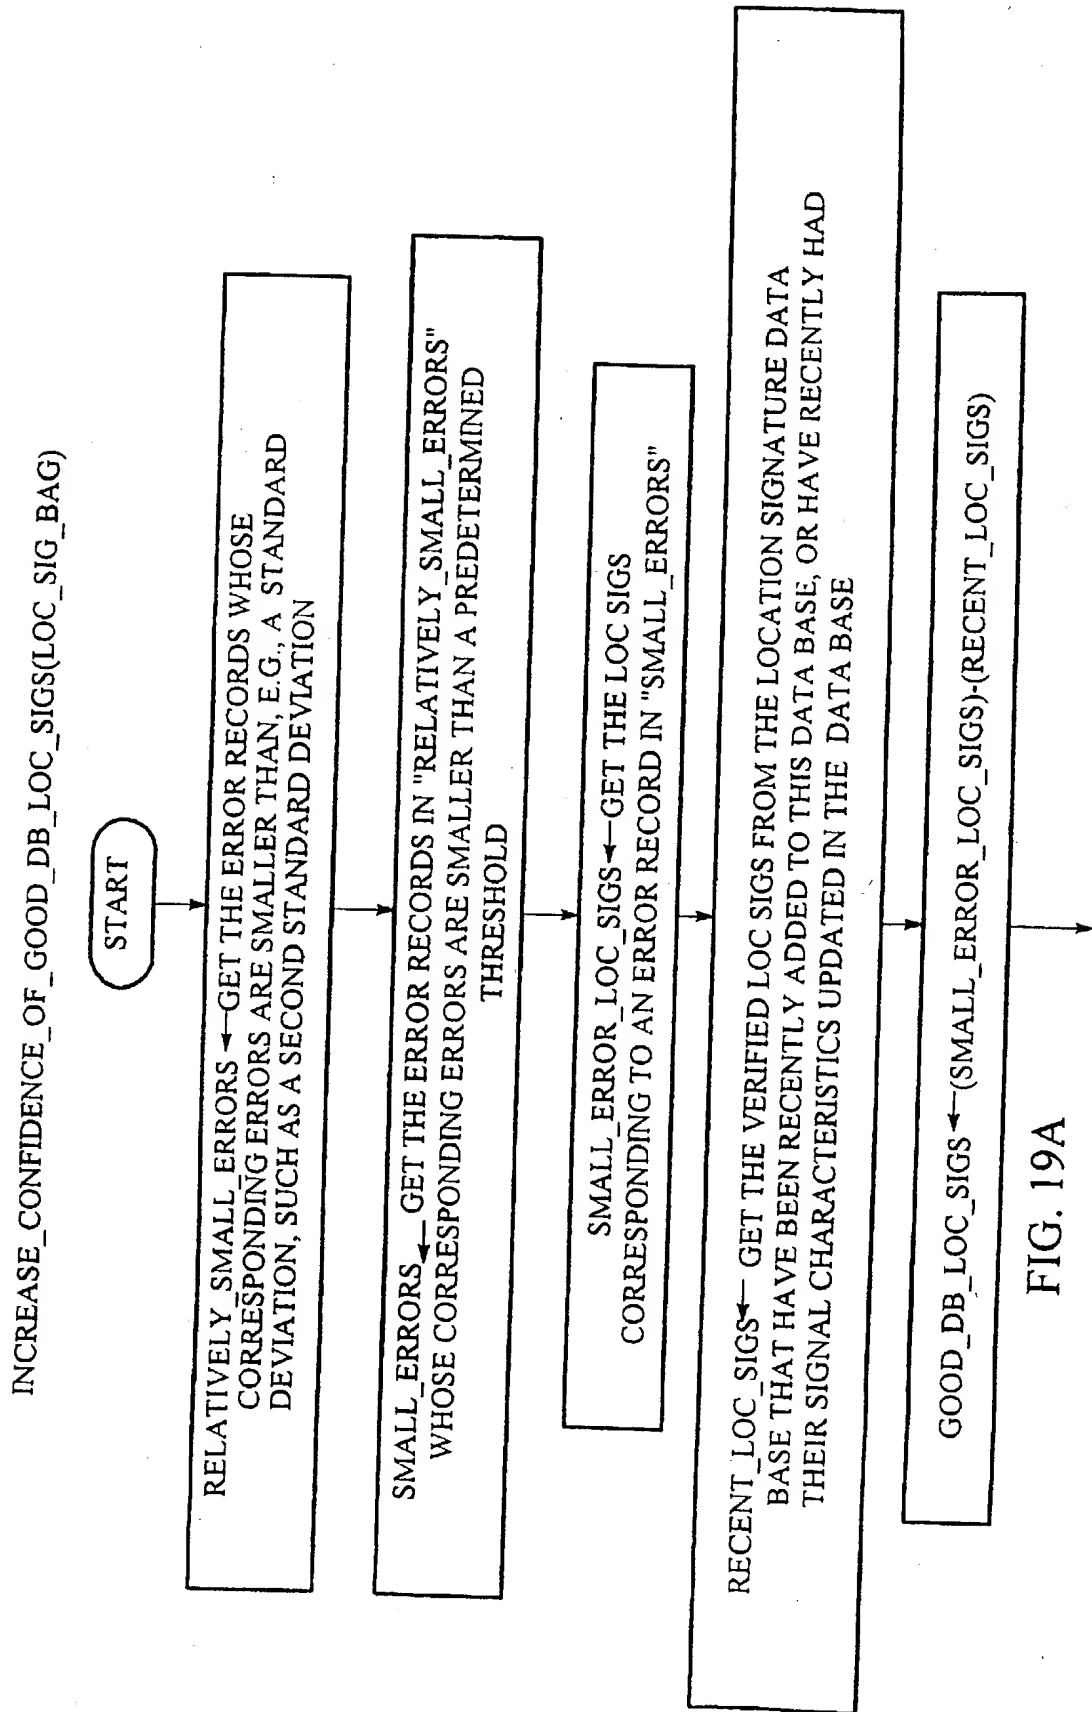 INCREASE_CONFIDENCE_OF_GOOD_DB_LOC_SIGS(LOC_SIG_BAG)
START
RELATIVELY_SMALL_ERRORS ← GET THE ERROR RECORDS WHOSE
CORRESPONDING ERRORS ARE SMALLER THAN, E.G., A STANDARD
DEVIATION, SUCH AS A SECOND STANDARD DEVIATION
SMALL_ERRORS ← GET THE ERROR RECORDS IN "RELATIVELY_SMALL_ERRORS"
WHOSE CORRESPONDING ERRORS ARE SMALLER THAN A PREDETERMINED
THRESHOLD
SMALL_ERROR_LOC_SIGS ← GET THE LOC SIGS
CORRESPONDING TO AN ERROR RECORD IN "SMALL_ERRORS"
RECENT_LOC_SIGS ← GET THE VERIFIED LOC SIGS FROM THE LOCATION SIGNATURE DATA
BASE THAT HAVE BEEN RECENTLY ADDED TO THIS DATA BASE, OR HAVE RECENTLY HAD
THEIR SIGNAL CHARACTERISTICS UPDATED IN THE DATA BASE
GOOD_DB_LOC_SIGS ← (SMALL_ERROR_LOC_SIGS)-(RECENT_LOC_SIGS)
FIG. 19A